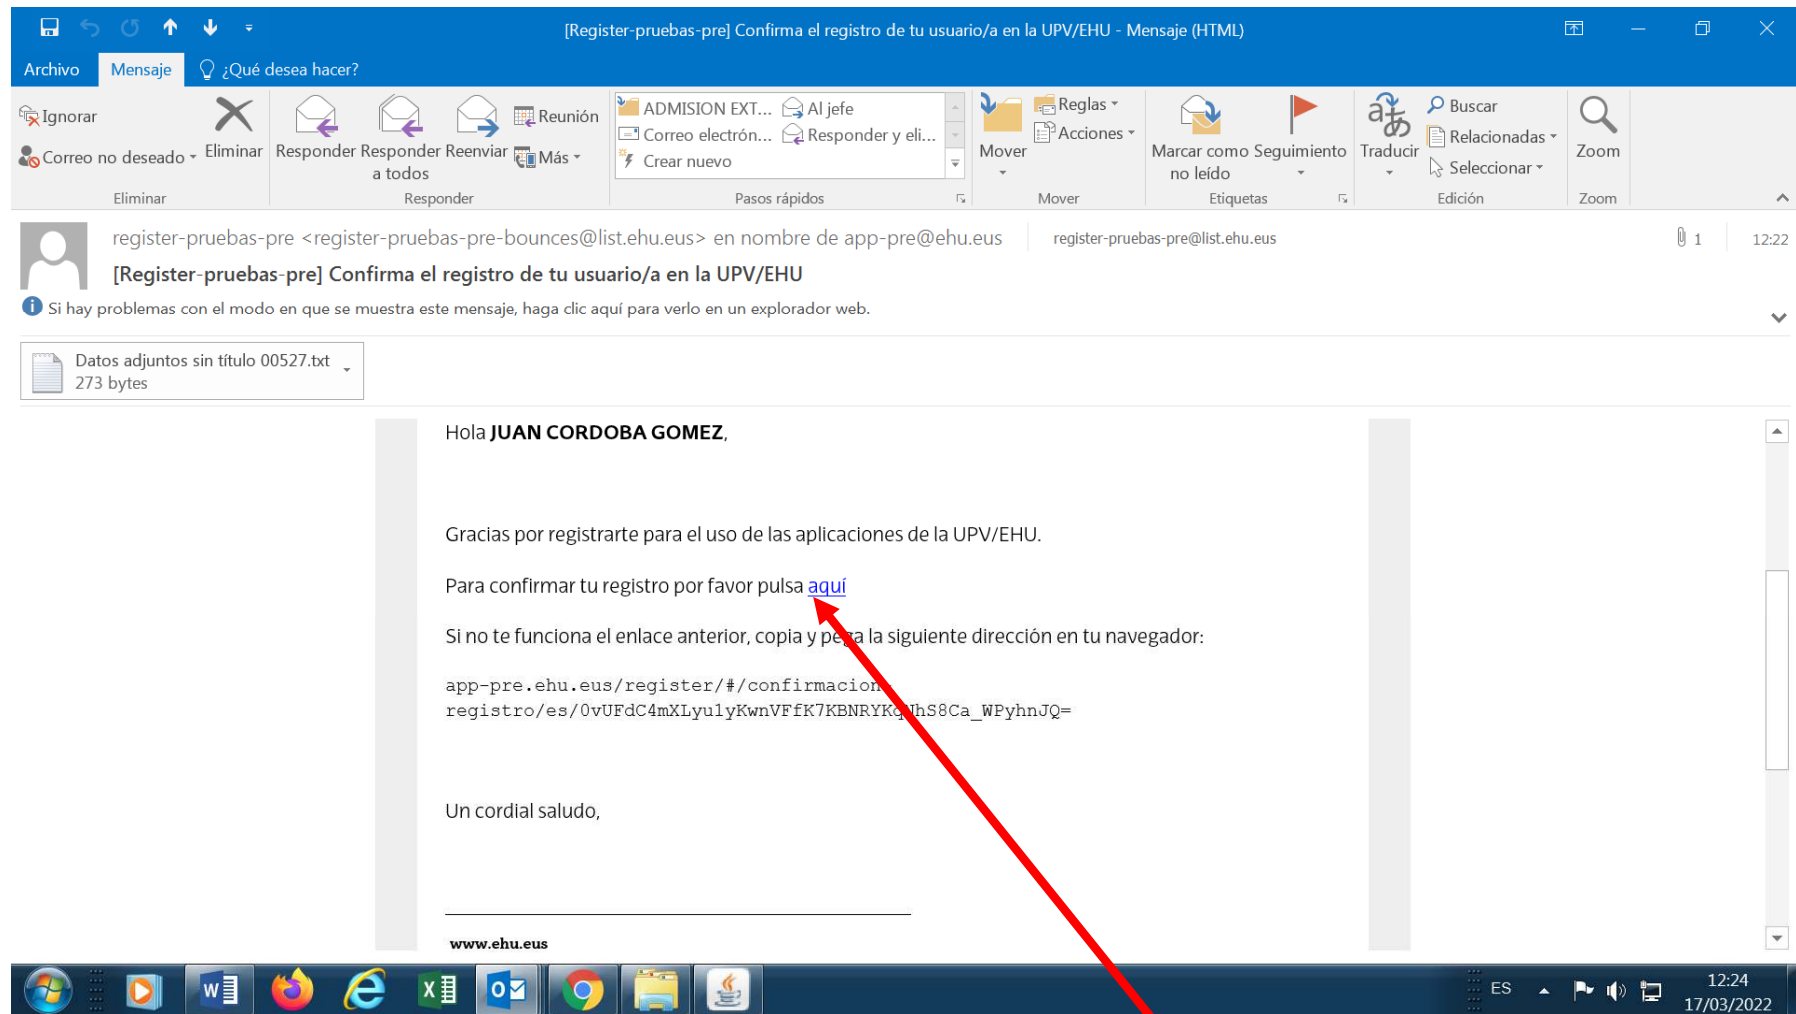 [Register-pruebas-pre] Confirma el registro de tu usuario/a en la UPV/EHU - Mensaje (HTML)
Archivo Mensaje ¿Qué desea hacer?
Ignorar
Correo no deseado
Eliminar
Eliminar
Responder
Responder a todos
Reenviar
Reunión
Más
Responder
ADMISION EXT... Al jefe
Correo electrón... Responder y eli...
Crear nuevo
Pasos rápidos
Mover
Reglas
Acciones
Mover
Marcar como no leído
Seguimiento
Etiquetas
Traducir
Buscar
Relacionadas
Seleccionar
Edición
Zoom
Zoom
register-pruebas-pre <register-pruebas-pre-bounces@list.ehu.eus> en nombre de app-pre@ehu.eus register-pruebas-pre@list.ehu.eus 1 12:22
[Register-pruebas-pre] Confirma el registro de tu usuario/a en la UPV/EHU
Si hay problemas con el modo en que se muestra este mensaje, haga clic aquí para verlo en un explorador web.
Datos adjuntos sin título 00527.txt
273 bytes
Hola JUAN CORDOBA GOMEZ,
Gracias por registrarte para el uso de las aplicaciones de la UPV/EHU.
Para confirmar tu registro por favor pulsa aquí
Si no te funciona el enlace anterior, copia y pega la siguiente dirección en tu navegador:
app-pre.ehu.eus/register/#/confirmacion-
Un cordial saludo,
www.ehu.eus
ES 12:24
17/03/2022